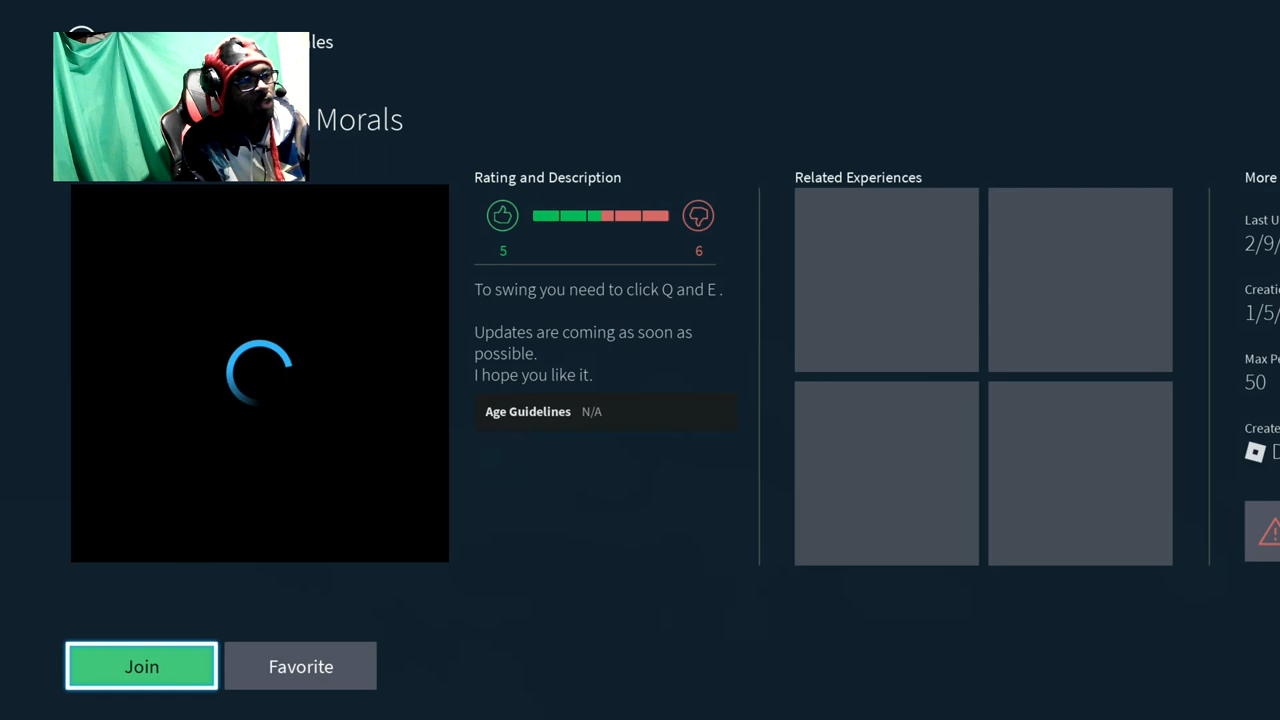 les
Morals
Rating and Description
5
6
To swing you need to click Q and E .
Updates are coming as soon as
possible.
I hope you like it.
Age Guidelines N/A
Related Experiences
More
Last U
2/9/
Creati
1/5/
Max Pe
50
Create
D
Join
Favorite